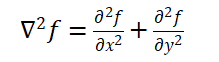 ∇²f = ∂²f/∂x² + ∂²f/∂y²